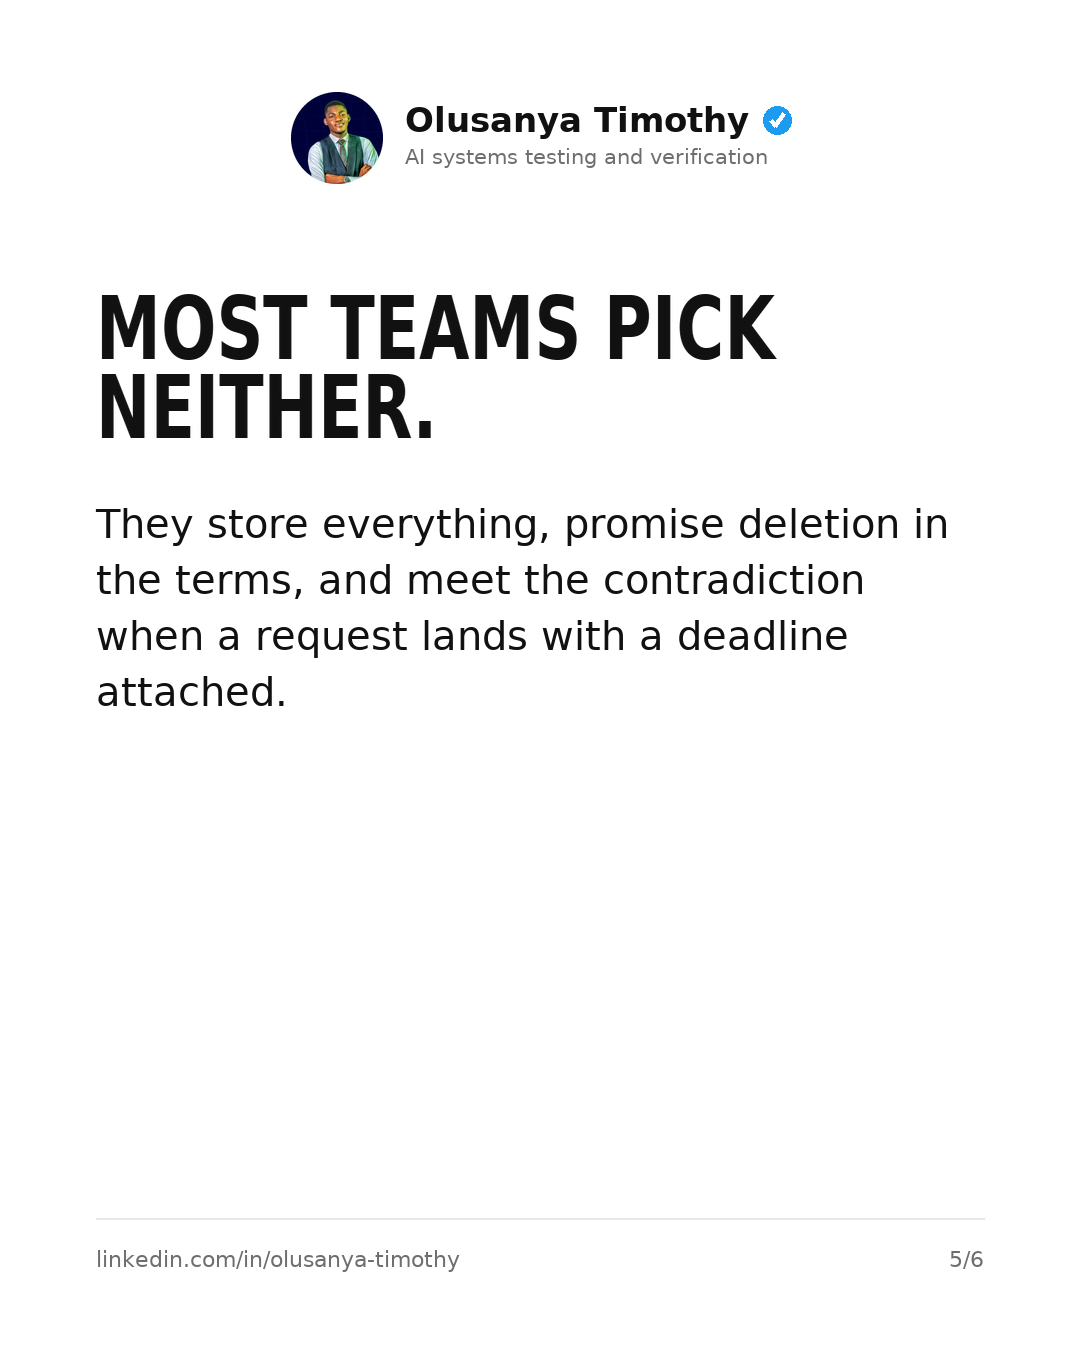 Olusanya Timothy
AI systems testing and verification
MOST TEAMS PICK
NEITHER.
They store everything, promise deletion in
the terms, and meet the contradiction
when a request lands with a deadline
attached.
linkedin.com/in/olusanya-timothy
5/6